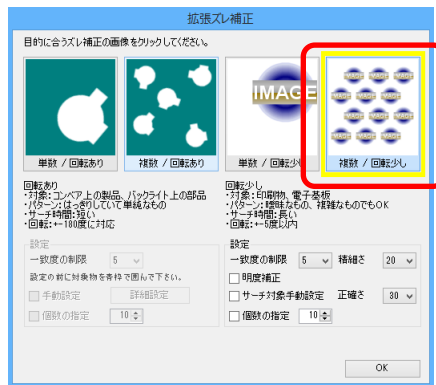 拡張ズレ補正
目的に合うズレ補正の画像をクリックしてください。
IMAGE
単数 / 回転あり
複数 / 回転あり
単数 / 回転少し
複数 / 回転少し
回転あり
・対象:コンベア上の製品、バックライト上の部品
・パターン:はっきりしていて単純なもの
・サーチ時間:短い
・回転:+-180度に対応
回転少し
・対象:印刷物、電子基板
・パターン:曖昧なもの、複雑なものでもOK
・サーチ時間:長い
・回転:+-5度以内
設定
一致度の制限 5
設定の前に対象物を青枠で囲んで下さい。
手動設定 詳細設定
個数の指定 10
設定
一致度の制限 5 精細さ 20
明度補正
サーチ対象手動設定 正確さ 30
個数の指定 10
OK